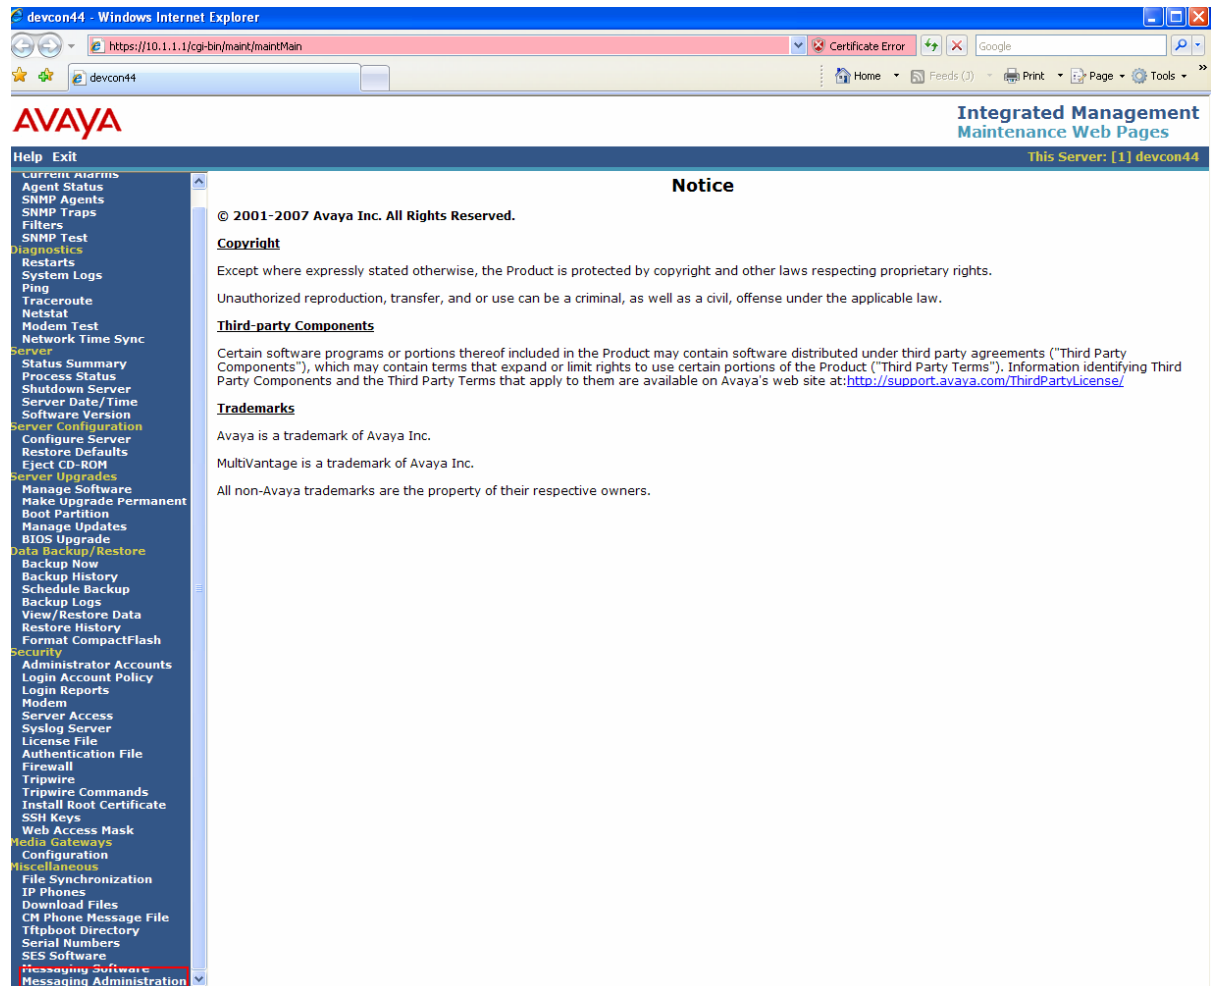 devcon44 - Windows Internet Explorer
https://10.1.1.1/cgi-bin/maint/maintMain
Certificate Error
Google
devcon44
Home
Feeds (J)
Print
Page
Tools
AVAYA
Integrated Management
Maintenance Web Pages
Help Exit
This Server: [1] devcon44
Current Alarms
Agent Status
SNMP Agents
SNMP Traps
Filters
SNMP Test
Diagnostics
Restarts
System Logs
Ping
Traceroute
Netstat
Modem Test
Network Time Sync
Server
Status Summary
Process Status
Shutdown Server
Server Date/Time
Software Version
Server Configuration
Configure Server
Restore Defaults
Eject CD-ROM
Server Upgrades
Manage Software
Make Upgrade Permanent
Boot Partition
Manage Updates
BIOS Upgrade
Data Backup/Restore
Backup Now
Backup History
Schedule Backup
Backup Logs
View/Restore Data
Restore History
Format CompactFlash
Security
Administrator Accounts
Login Account Policy
Login Reports
Modem
Server Access
Syslog Server
License File
Authentication File
Firewall
Tripwire
Tripwire Commands
Install Root Certificate
SSH Keys
Web Access Mask
Media Gateways
Configuration
Miscellaneous
File Synchronization
IP Phones
Download Files
CM Phone Message File
Tftpboot Directory
Serial Numbers
SES Software
Messaging Software
Messaging Administration
Notice
© 2001-2007 Avaya Inc. All Rights Reserved.
Copyright
Except where expressly stated otherwise, the Product is protected by copyright and other laws respecting proprietary rights.
Unauthorized reproduction, transfer, and or use can be a criminal, as well as a civil, offense under the applicable law.
Third-party Components
Certain software programs or portions thereof included in the Product may contain software distributed under third party agreements ("Third Party
Components"), which may contain terms that expand or limit rights to use certain portions of the Product ("Third Party Terms"). Information identifying Third
Party Components and the Third Party Terms that apply to them are available on Avaya's web site at:http://support.avaya.com/ThirdPartyLicense/
Trademarks
Avaya is a trademark of Avaya Inc.
MultiVantage is a trademark of Avaya Inc.
All non-Avaya trademarks are the property of their respective owners.